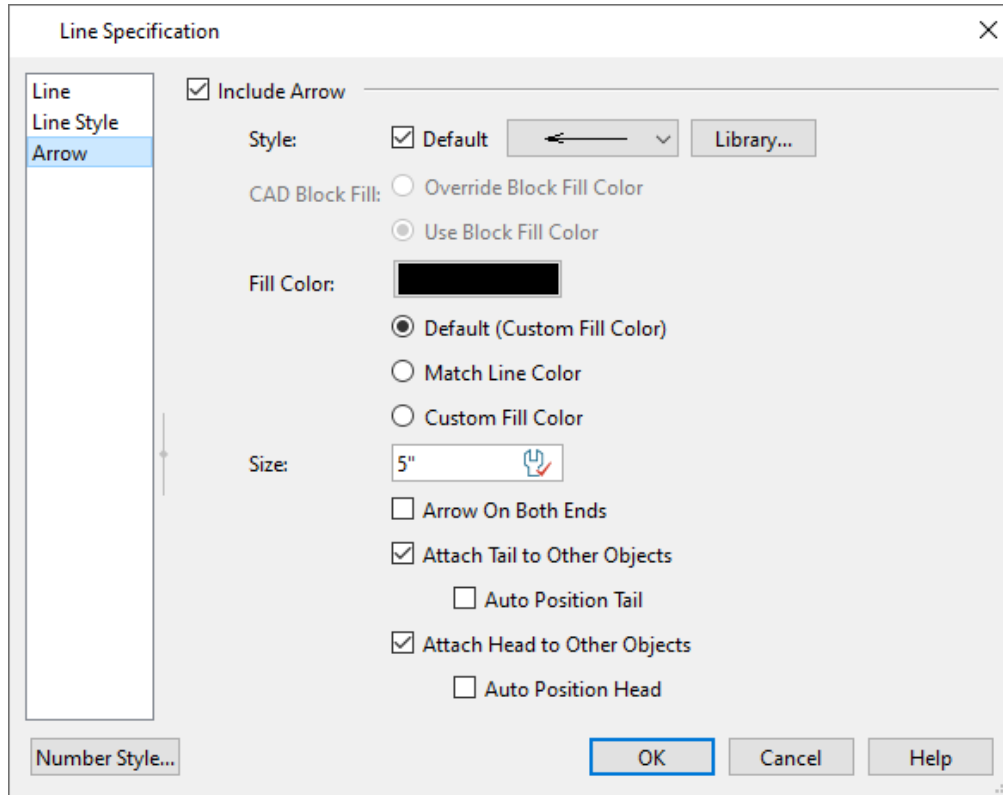 Line Specification
Line
Line Style
Arrow
Include Arrow
Style:
Default
Library...
CAD Block Fill:
Override Block Fill Color
Use Block Fill Color
Fill Color:
Default (Custom Fill Color)
Match Line Color
Custom Fill Color
Size:
5"
Arrow On Both Ends
Attach Tail to Other Objects
Auto Position Tail
Attach Head to Other Objects
Auto Position Head
Number Style...
OK
Cancel
Help